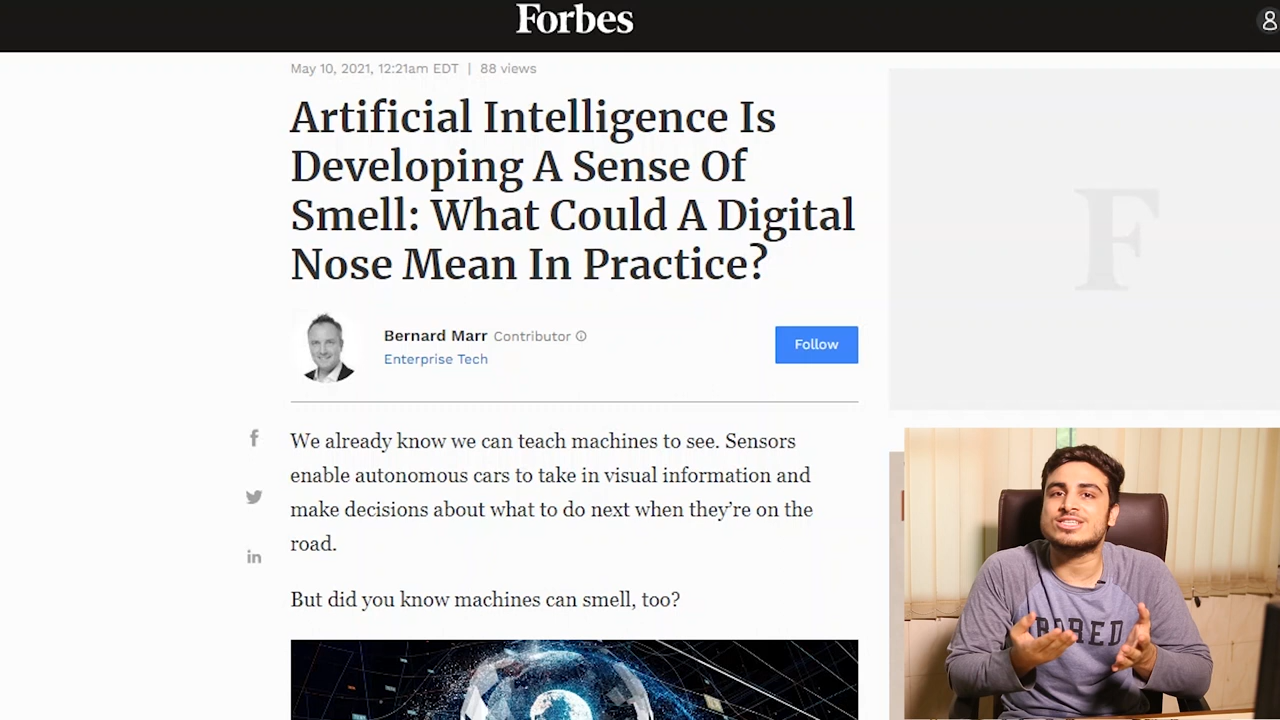 Forbes
May 10, 2021, 12:21am EDT | 88 views
Artificial Intelligence Is
Developing A Sense Of
Smell: What Could A Digital
Nose Mean In Practice?
Bernard Marr Contributor
Enterprise Tech
Follow
We already know we can teach machines to see. Sensors
enable autonomous cars to take in visual information and
make decisions about what to do next when they’re on the
road.
But did you know machines can smell, too?
F